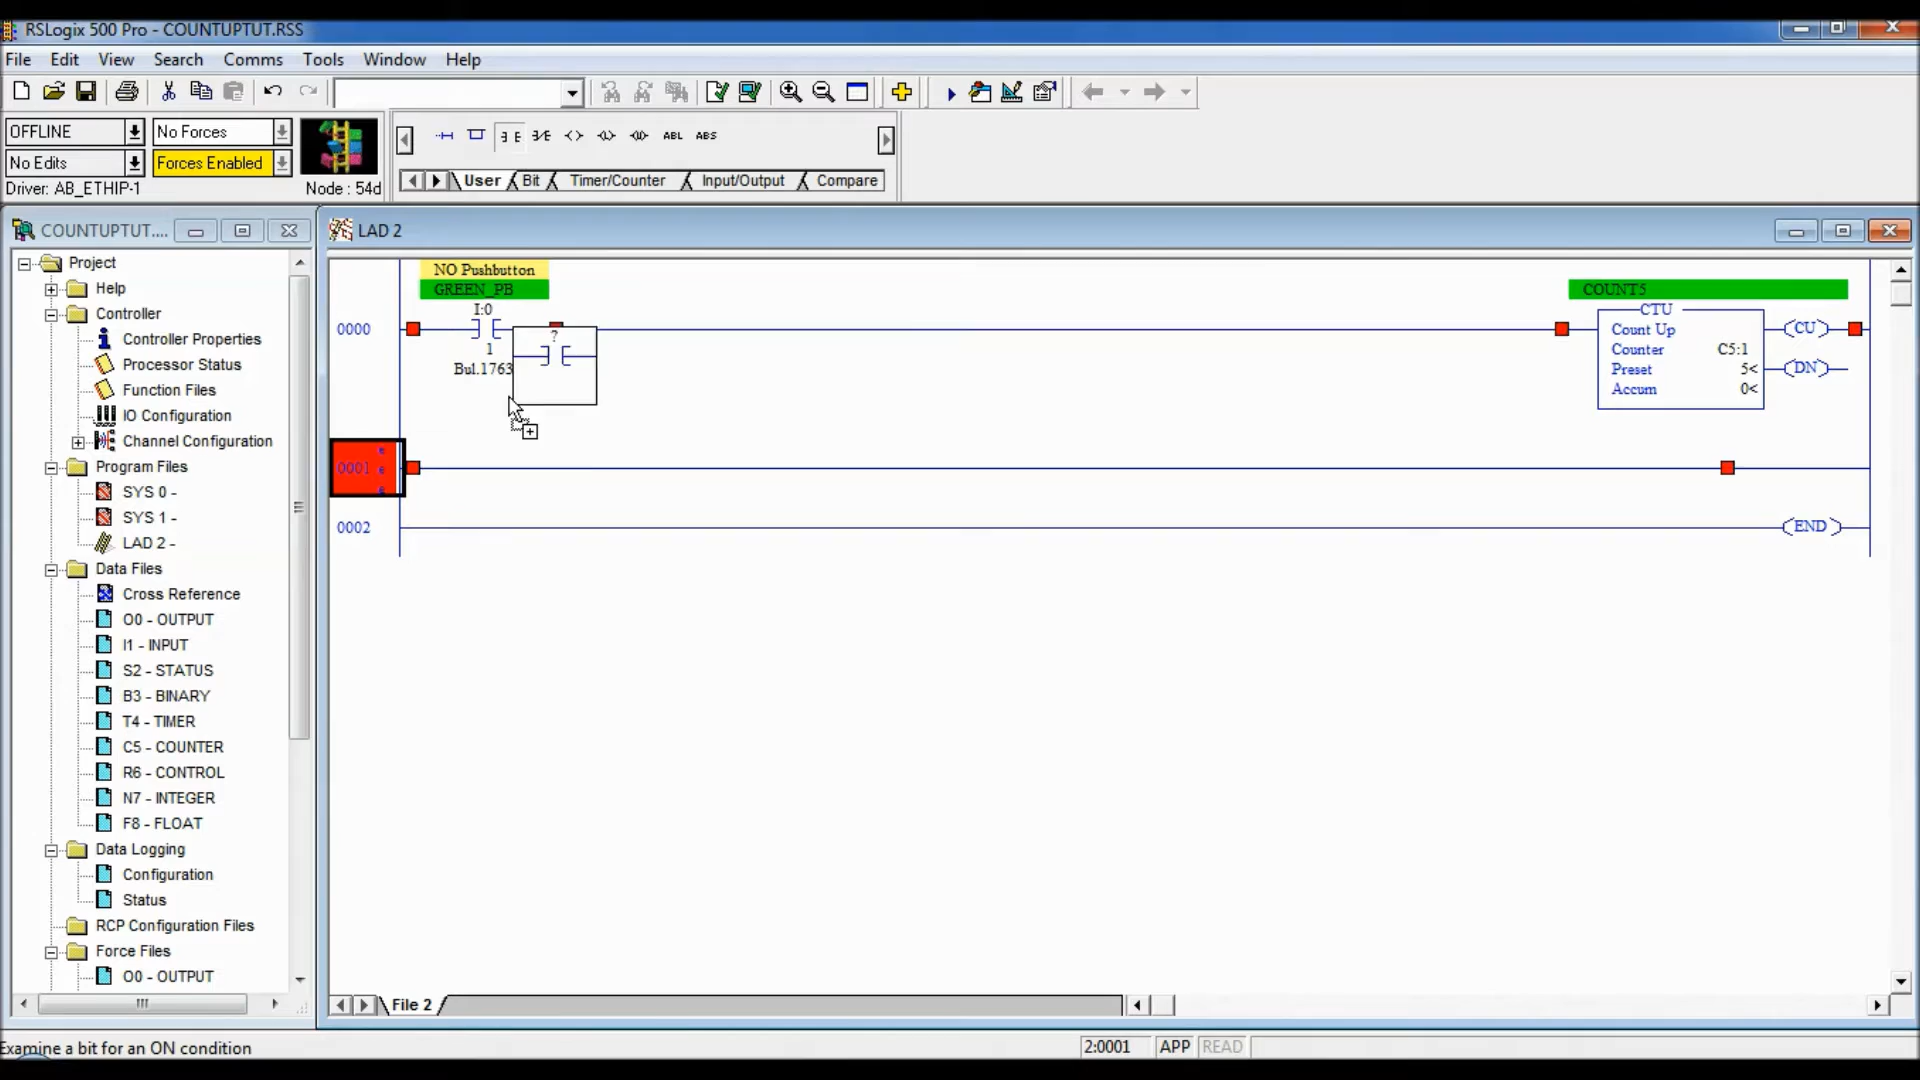 RSLogix 500 Pro - COUNTUPTUT.RSS
File Edit View Search Comms Tools Window Help
OFFLINE No Forces
No Edits Forces Enabled
Driver: AB_ETHIP-1 Node : 54d
ABL ABS
User Bit Timer/Counter Input/Output Compare
COUNTUPTUT....
Project
Help
Controller
Controller Properties
Processor Status
Function Files
IO Configuration
Channel Configuration
Program Files
SYS 0 -
SYS 1 -
LAD 2 -
Data Files
Cross Reference
O0 - OUTPUT
I1 - INPUT
S2 - STATUS
B3 - BINARY
T4 - TIMER
C5 - COUNTER
R6 - CONTROL
N7 - INTEGER
F8 - FLOAT
Data Logging
Configuration
Status
RCP Configuration Files
Force Files
O0 - OUTPUT
LAD 2
NO Pushbutton
GREEN_PB
I:0
0000
1
Bul.1763
?
COUNT5
CTU
Count Up
Counter C5:1
Preset 5<
Accum 0<
CU
DN
0001
e
e
e
0002
END
File 2
Examine a bit for an ON condition
2:0001 APP READ